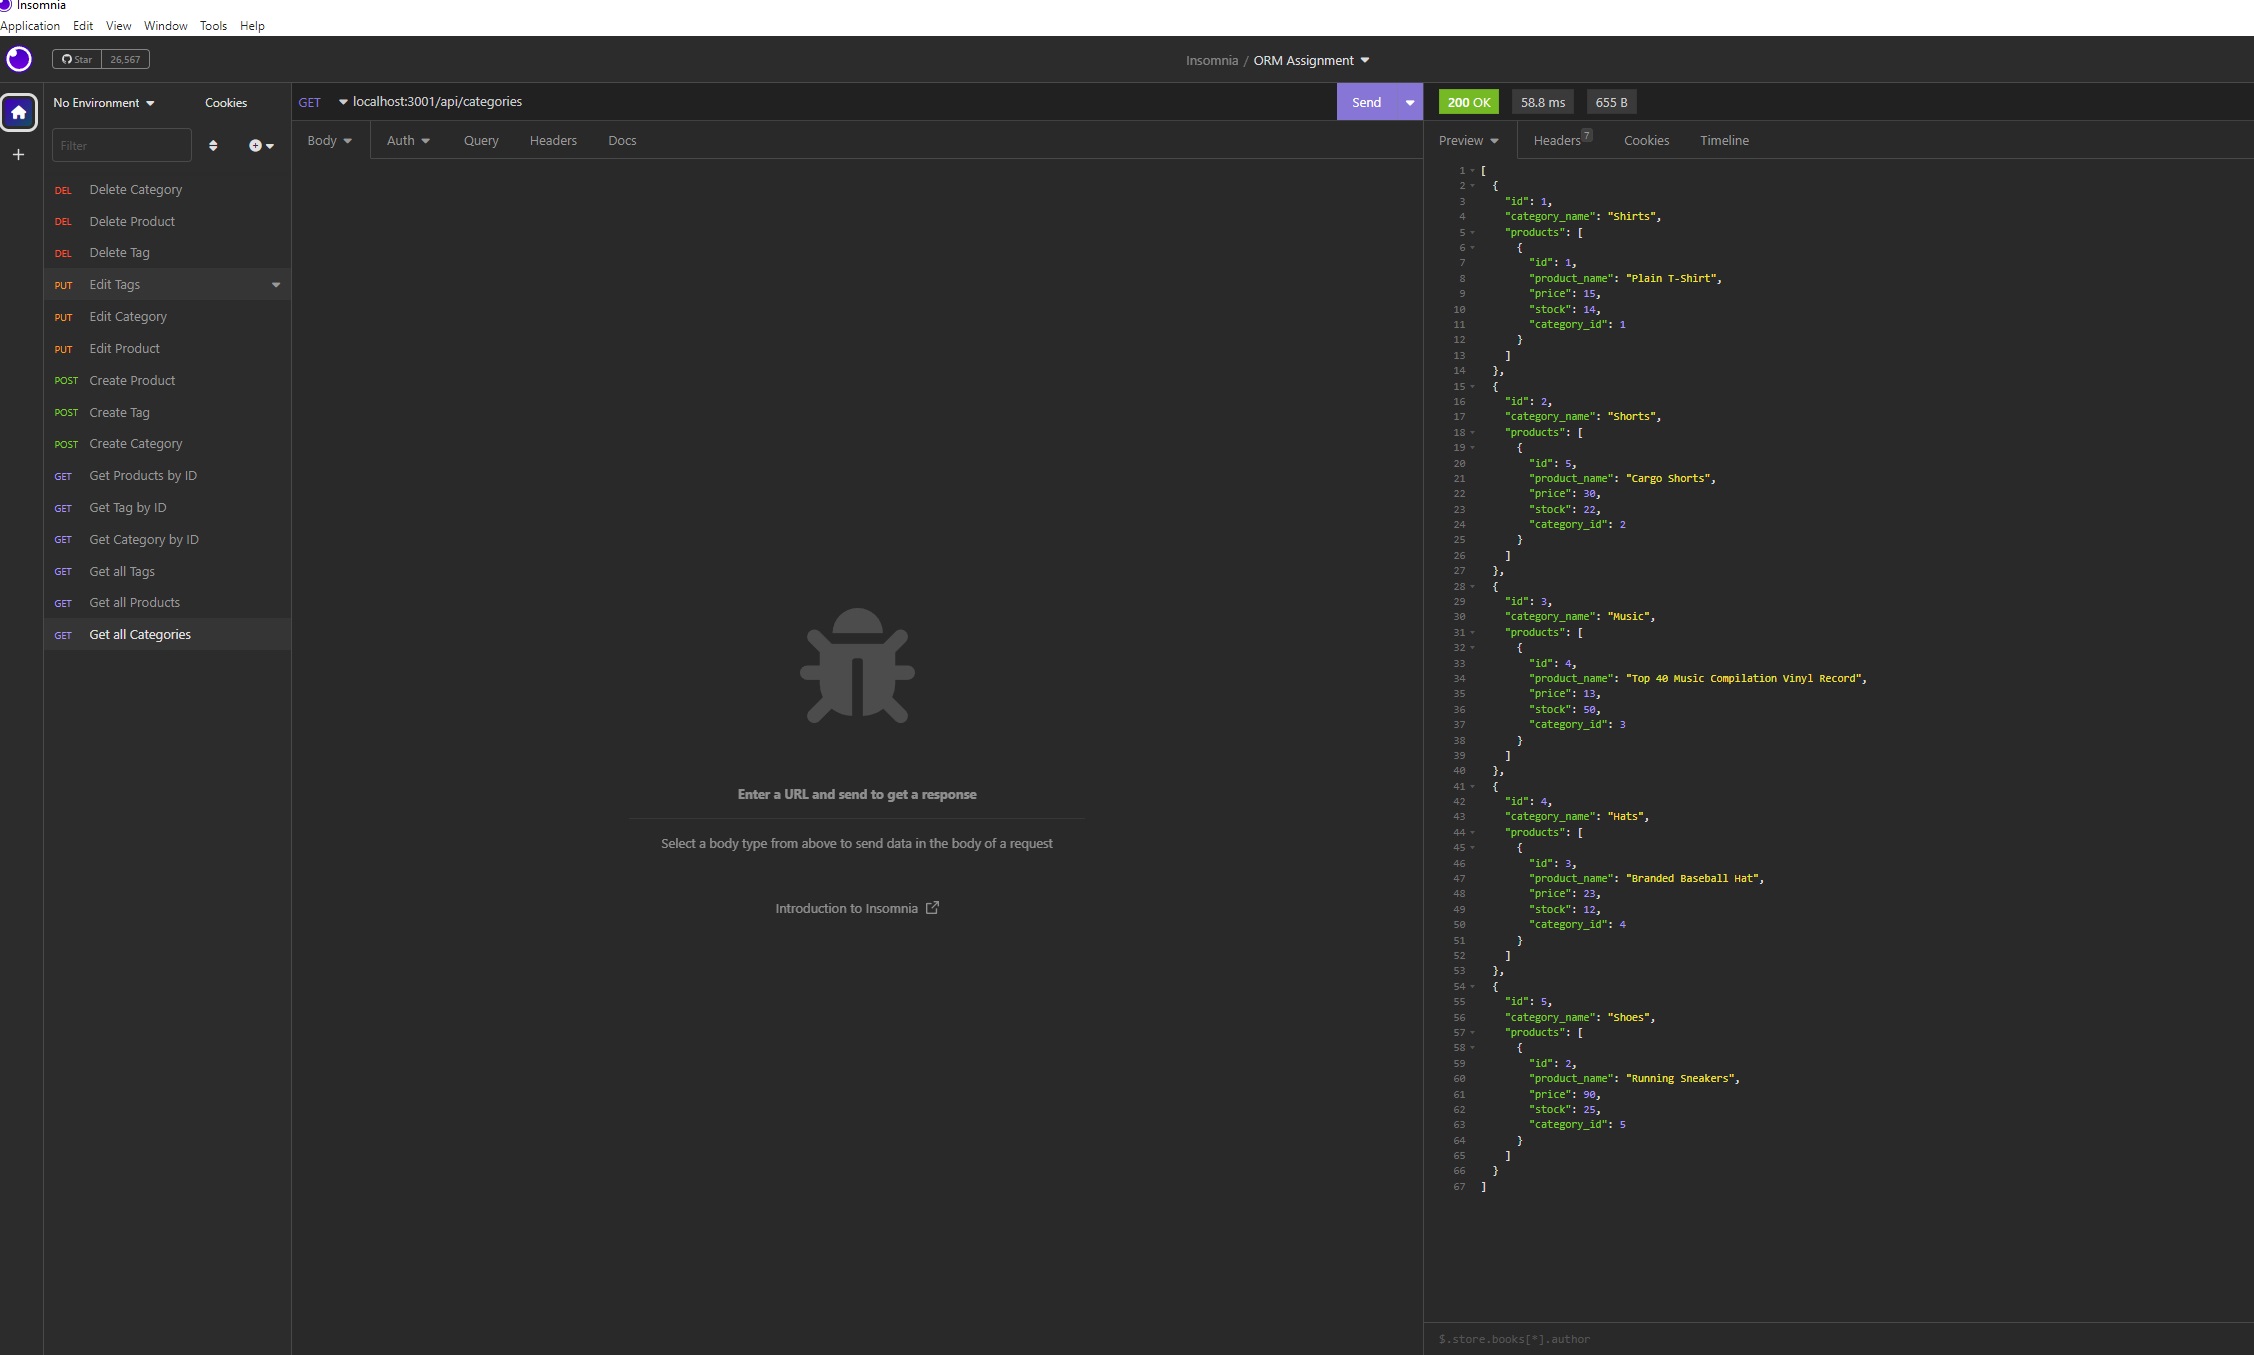 Insomnia
Application Edit View Window Tools Help
Star 26,567
Insomnia / ORM Assignment
No Environment Cookies
Filter
DEL Delete Category
DEL Delete Product
DEL Delete Tag
PUT Edit Tags
PUT Edit Category
PUT Edit Product
POST Create Product
POST Create Tag
POST Create Category
GET Get Products by ID
GET Get Tag by ID
GET Get Category by ID
GET Get all Tags
GET Get all Products
GET Get all Categories
GET localhost:3001/api/categories Send
Body Auth Query Headers Docs
Enter a URL and send to get a response
Select a body type from above to send data in the body of a request
Introduction to Insomnia
200 OK 58.8 ms 655 B
Preview Headers 7 Cookies Timeline
1 [
2 {
3 "id": 1,
4 "category_name": "Shirts",
5 "products": [
6 {
7 "id": 1,
8 "product_name": "Plain T-Shirt",
9 "price": 15,
10 "stock": 14,
11 "category_id": 1
12 }
13 ]
14 },
15 {
16 "id": 2,
17 "category_name": "Shorts",
18 "products": [
19 {
20 "id": 5,
21 "product_name": "Cargo Shorts",
22 "price": 30,
23 "stock": 22,
24 "category_id": 2
25 }
26 ]
27 },
28 {
29 "id": 3,
30 "category_name": "Music",
31 "products": [
32 {
33 "id": 4,
34 "product_name": "Top 40 Music Compilation Vinyl Record",
35 "price": 13,
36 "stock": 50,
37 "category_id": 3
38 }
39 ]
40 },
41 {
42 "id": 4,
43 "category_name": "Hats",
44 "products": [
45 {
46 "id": 3,
47 "product_name": "Branded Baseball Hat",
48 "price": 23,
49 "stock": 12,
50 "category_id": 4
51 }
52 ]
53 },
54 {
55 "id": 5,
56 "category_name": "Shoes",
57 "products": [
58 {
59 "id": 2,
60 "product_name": "Running Sneakers",
61 "price": 90,
62 "stock": 25,
63 "category_id": 5
64 }
65 ]
66 }
67 ]
$.store.books[*].author